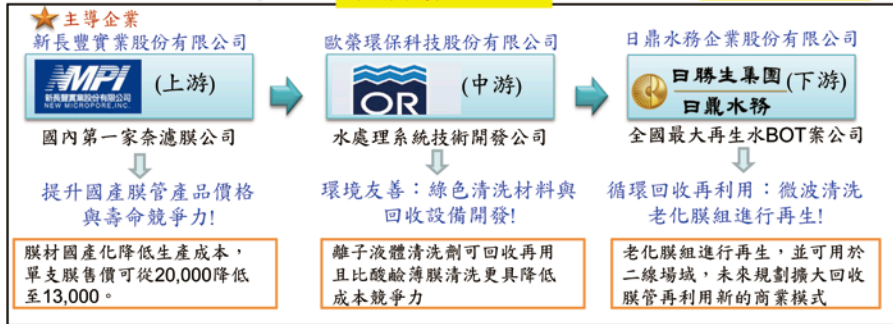 主導企業
新長豐實業股份有限公司
MPI
新長豐實業股份有限公司
NEW MICROPORE.INC.
(上游)
國內第一家奈濾膜公司
提升國產膜管產品價格
與壽命競爭力!
膜材國產化降低生產成本，
單支膜售價可從20,000降低
至13,000。
歐榮環保科技股份有限公司
OR
(中游)
水處理系統技術開發公司
環境友善：綠色清洗材料與
回收設備開發!
離子液體清洗劑可回收再用
且比酸鹼薄膜清洗更具降低
成本競爭力
日鼎水務企業股份有限公司
日勝生集團
日鼎水務
(下游)
全國最大再生水BOT案公司
循環回收再利用：微波清洗
老化膜組進行再生!
老化膜組進行再生，並可用於
二線場域，未來規劃擴大回收
膜管再利用新的商業模式